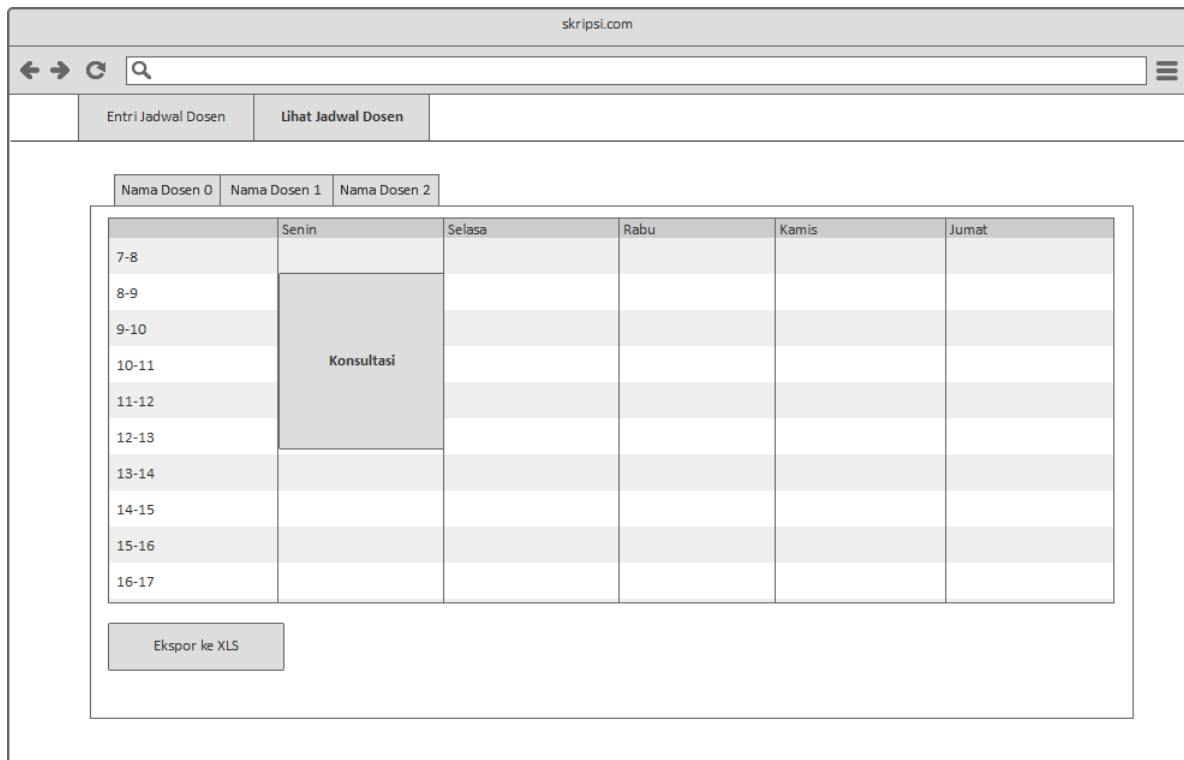 skripsi.com
Entri Jadwal Dosen Lihat Jadwal Dosen
Nama Dosen 0 Nama Dosen 1 Nama Dosen 2
Senin Selasa Rabu Kamis Jumat
7-8
8-9
9-10
10-11
Konsultasi
11-12
12-13
13-14
14-15
15-16
16-17
Ekspor ke XLS